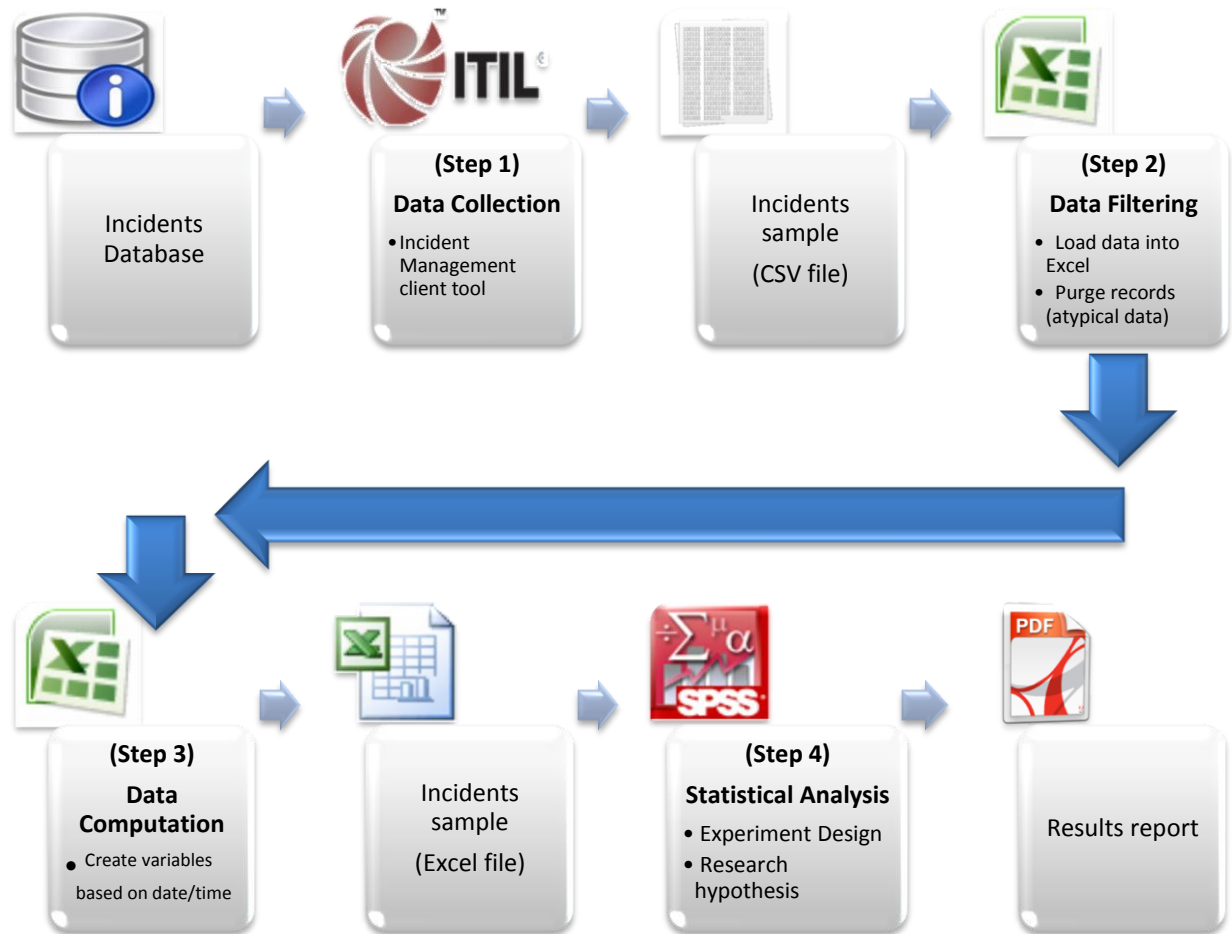 TM
ITIL
®
Incidents
Database
(Step 1)
Data Collection
• Incident
Management
client tool
Incidents
sample
(CSV file)
(Step 2)
Data Filtering
• Load data into
Excel
• Purge records
(atypical data)
(Step 3)
Data
Computation
• Create variables
based on date/time
Incidents
sample
(Excel file)
÷Σμα
SPSS
(Step 4)
Statistical Analysis
• Experiment Design
• Research
hypothesis
PDF
Results report